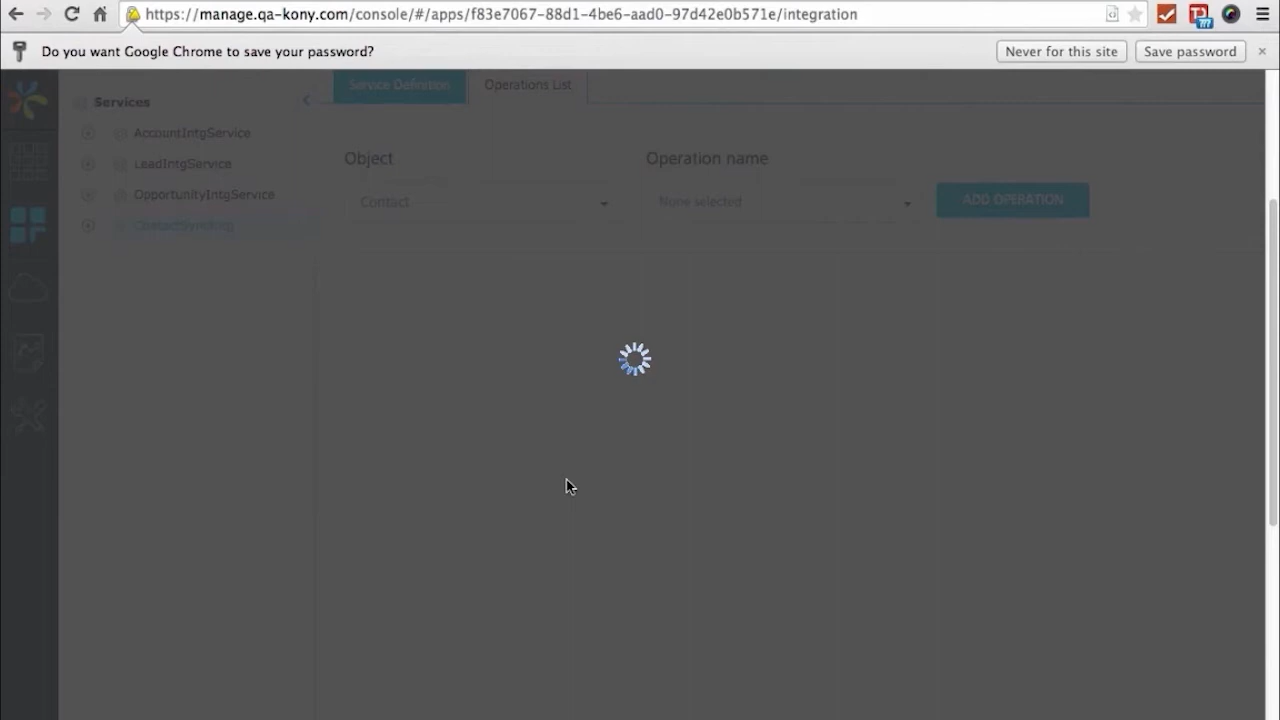 https://manage.qa-kony.com/console/#/apps/f83e7067-88d1-4be6-aad0-97d42e0b571e/integration
Do you want Google Chrome to save your password?
Never for this site
Save password
Services
AccountIntgService
LeadIntgService
OpportunityIntgService
Service Definition
Operations List
Object
Operation name
Contact
None selected
ADD OPERATION